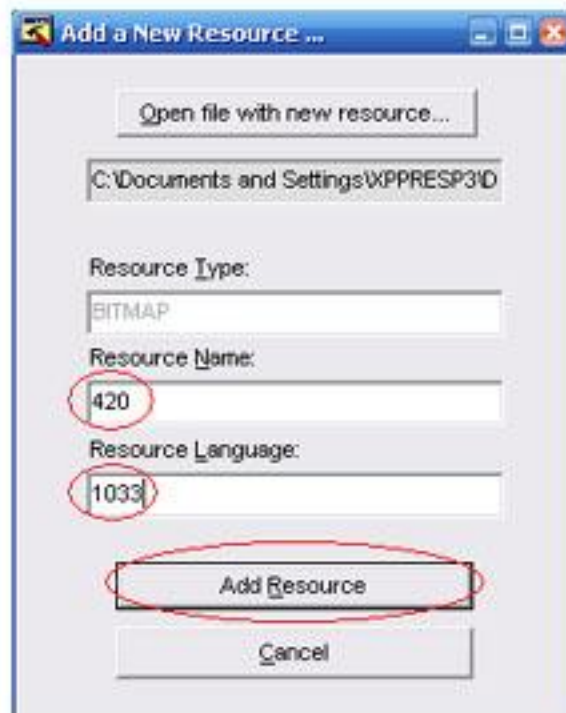 Add a New Resource ...
Open file with new resource...
C:\Documents and Settings\XPPRESP3\D
Resource Type:
BITMAP
Resource Name:
420
Resource Language:
1033
Add Resource
Cancel